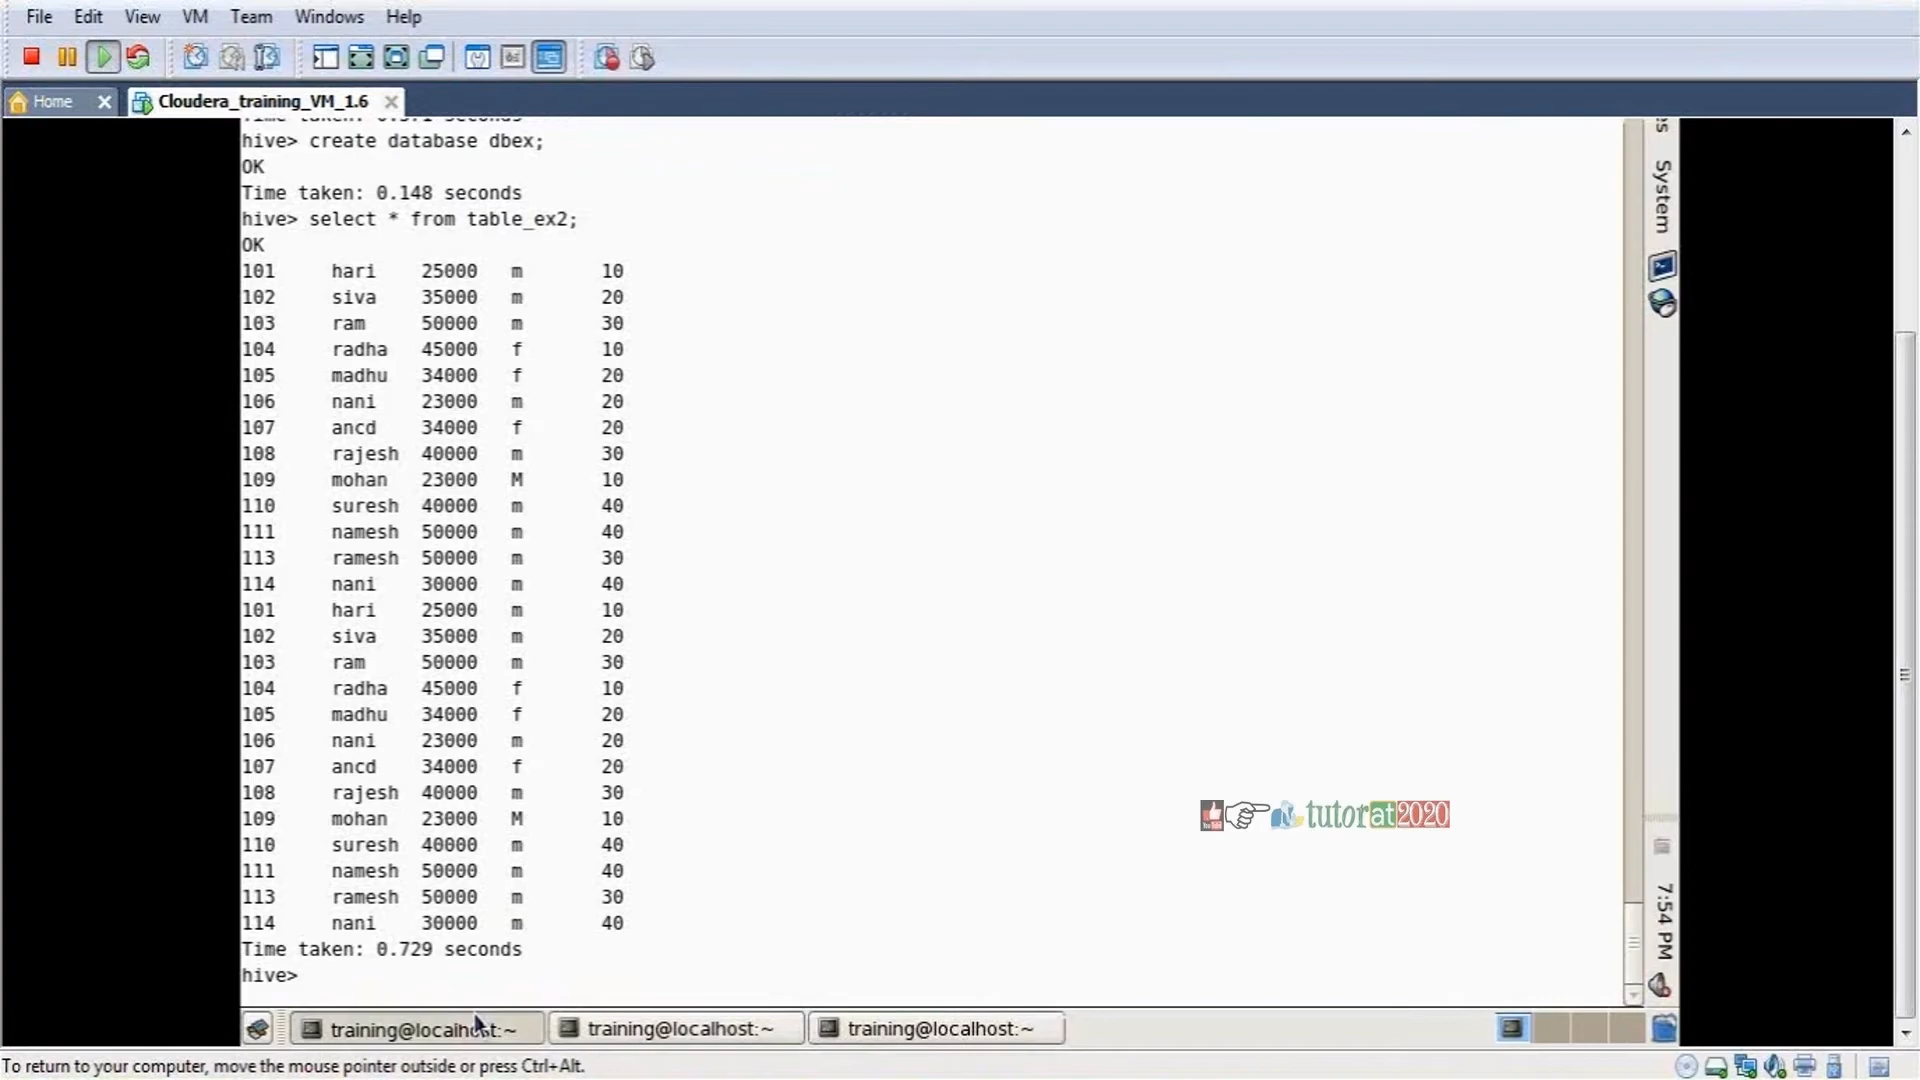 File Edit View VM Team Windows Help
Home Cloudera_training_VM_1.6
hive> create database dbex;
OK
Time taken: 0.148 seconds
hive> select * from table_ex2;
OK
101 hari 25000 m 10
102 siva 35000 m 20
103 ram 50000 m 30
104 radha 45000 f 10
105 madhu 34000 f 20
106 nani 23000 m 20
107 ancd 34000 f 20
108 rajesh 40000 m 30
109 mohan 23000 M 10
110 suresh 40000 m 40
111 namesh 50000 m 40
113 ramesh 50000 m 30
114 nani 30000 m 40
101 hari 25000 m 10
102 siva 35000 m 20
103 ram 50000 m 30
104 radha 45000 f 10
105 madhu 34000 f 20
106 nani 23000 m 20
107 ancd 34000 f 20
108 rajesh 40000 m 30
109 mohan 23000 M 10
110 suresh 40000 m 40
111 namesh 50000 m 40
113 ramesh 50000 m 30
114 nani 30000 m 40
Time taken: 0.729 seconds
hive>
System
7:54 PM
tutorat2020
training@localhost:~ training@localhost:~ training@localhost:~
To return to your computer, move the mouse pointer outside or press Ctrl+Alt.